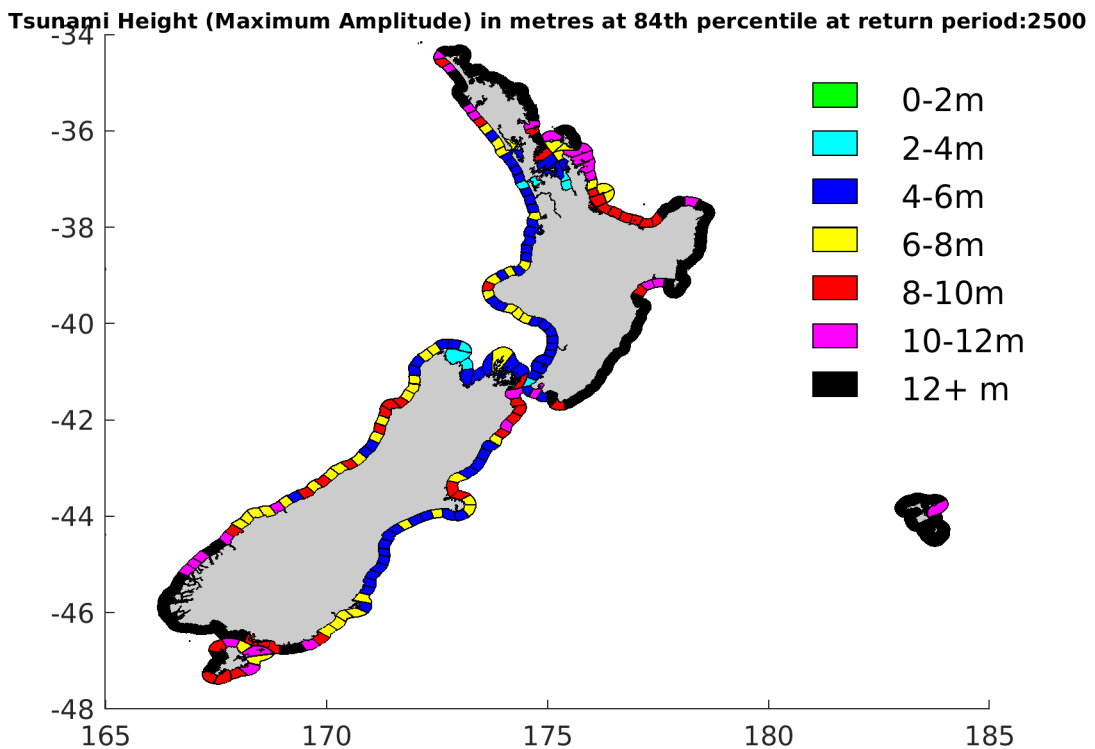 Tsunami Height (Maximum Amplitude) in metres at 84th percentile at return period:2500
-34
-36
-38
-40
-42
-44
-46
-48
165
170
175
180
185
0-2m
2-4m
4-6m
6-8m
8-10m
10-12m
12+ m